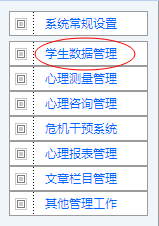 系统常规设置
学生数据管理
心理测量管理
心理咨询管理
危机干预系统
心理报表管理
文章栏目管理
其他管理工作